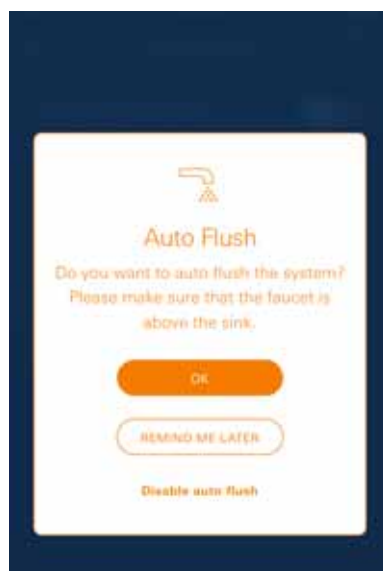 Auto Flush
Do you want to auto flush the system?
Please make sure that the faucet is
above the sink.
OK
REMIND ME LATER
Disable auto flush